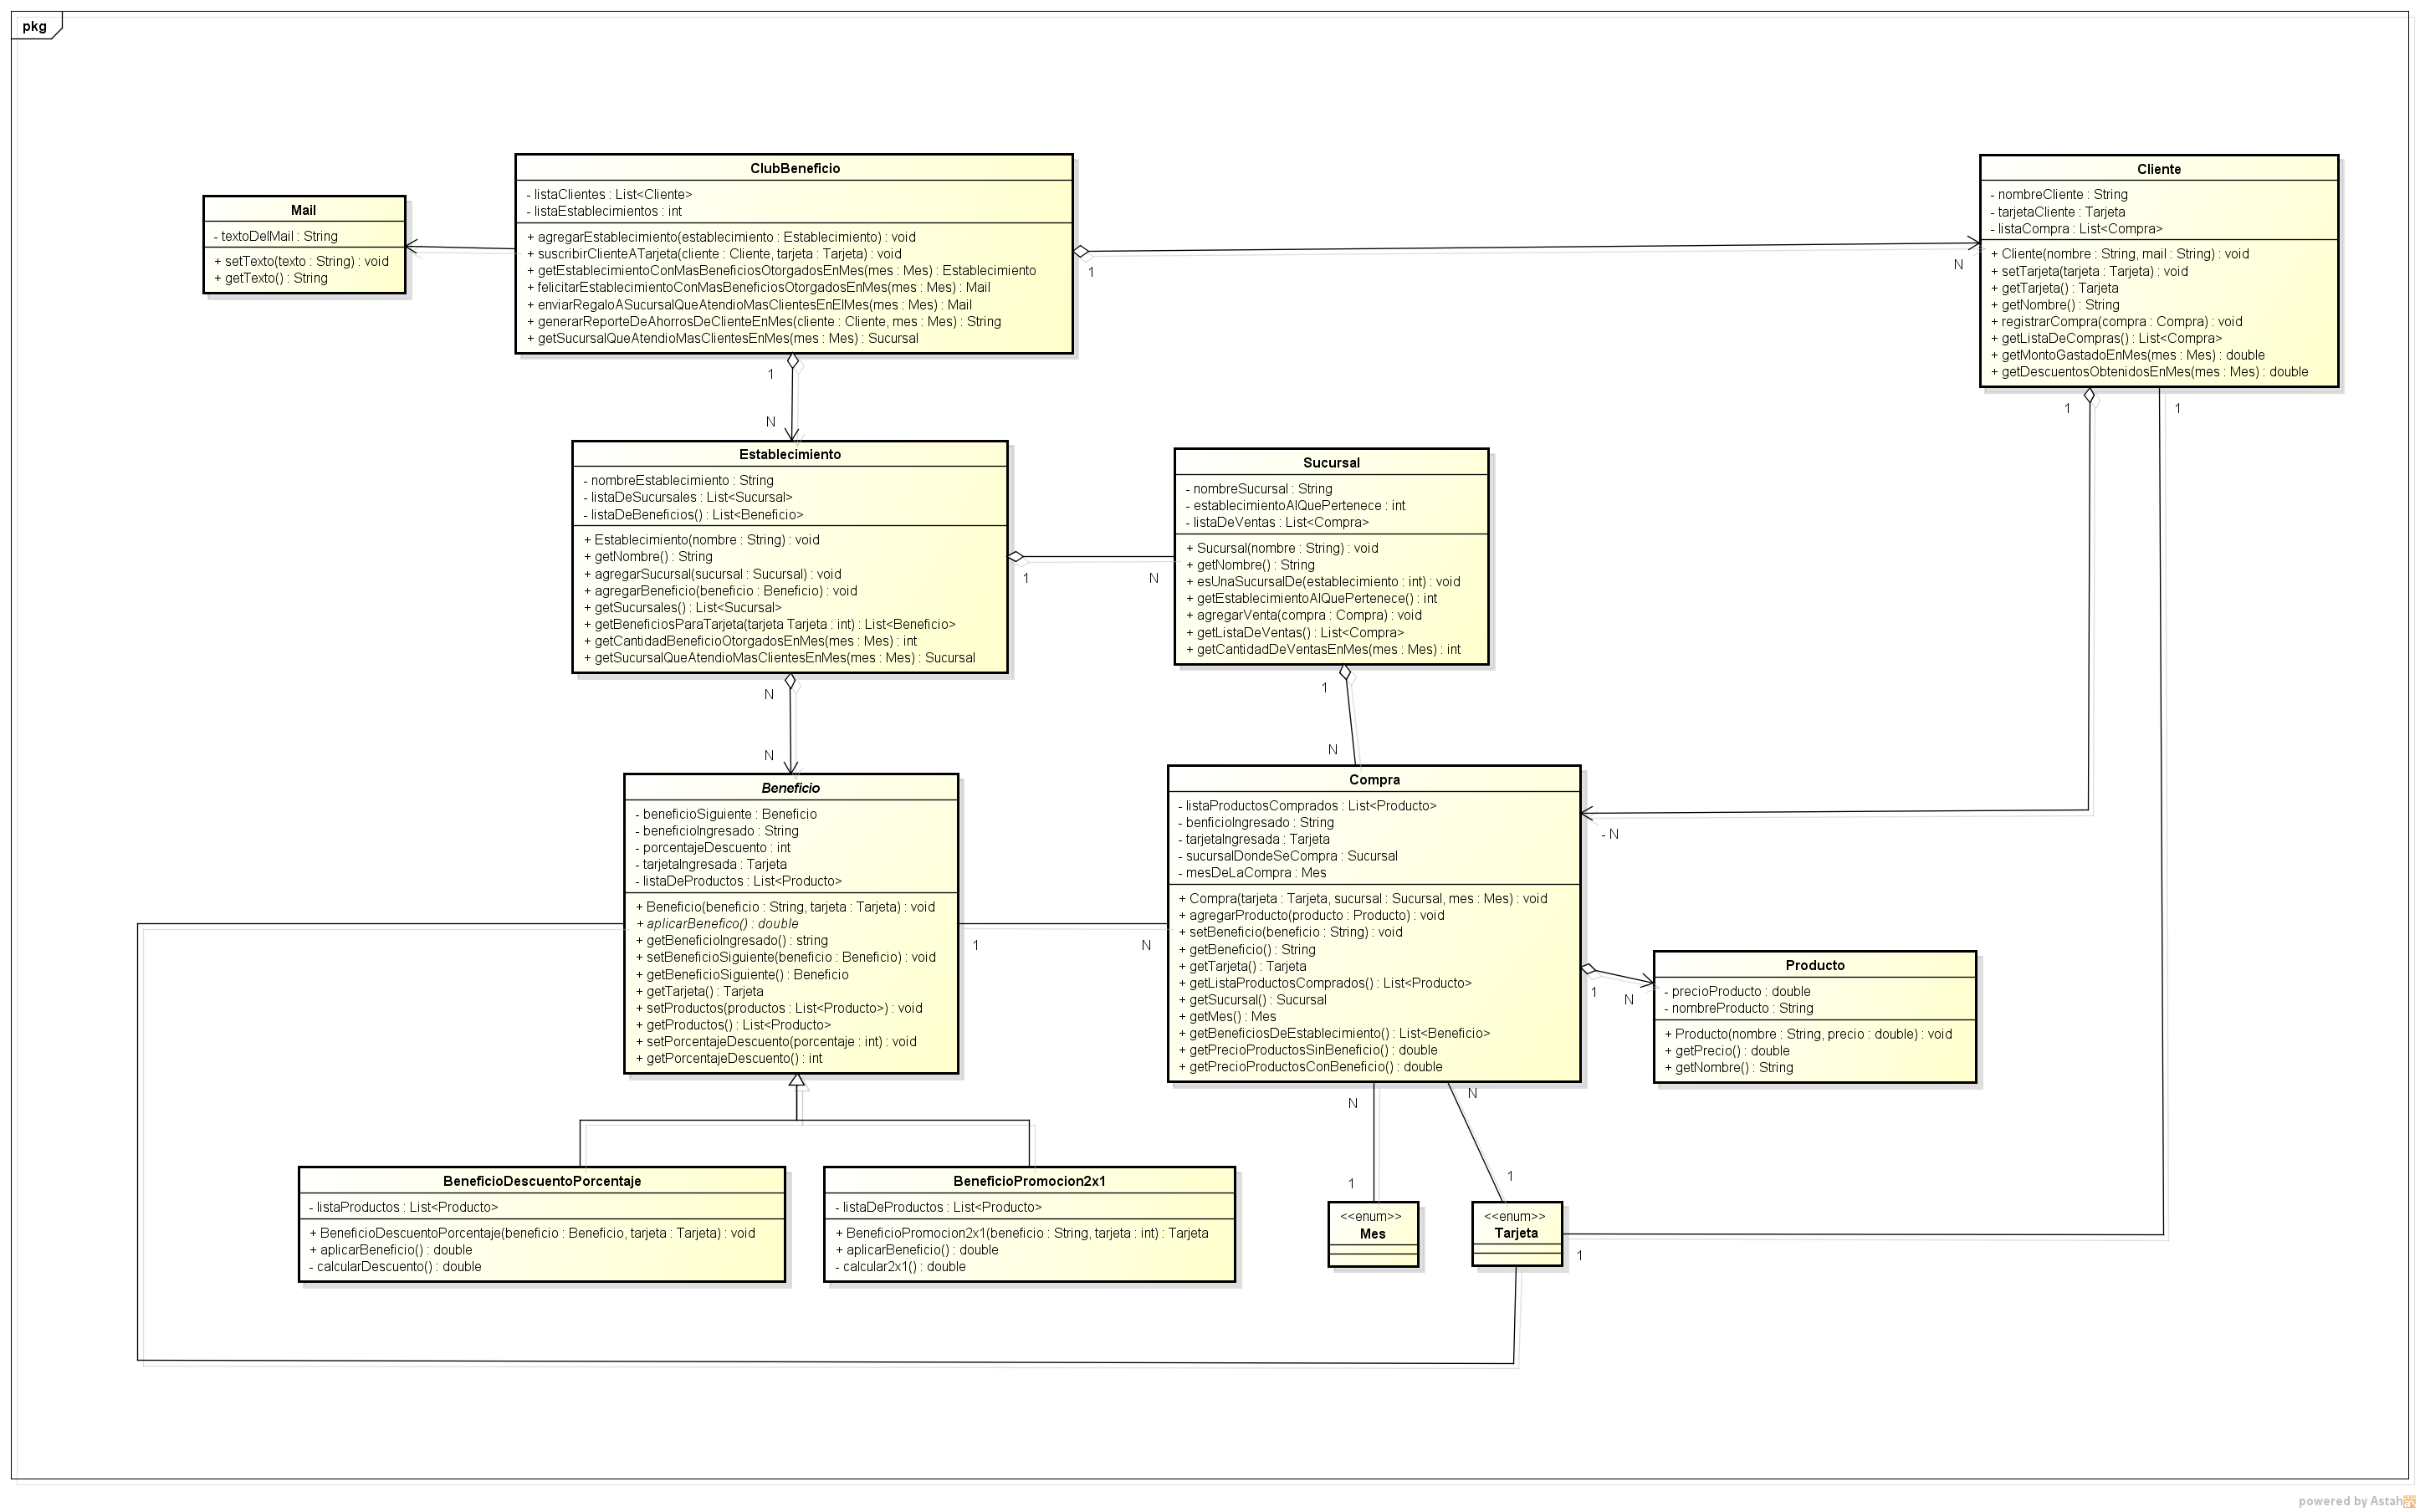 pkg
ClubBeneficio
- listaClientes : List<Cliente>
- listaEstablecimientos : int
+ agregarEstablecimiento(establecimiento : Establecimiento) : void
+ suscribirClienteATarjeta(cliente : Cliente, tarjeta : Tarjeta) : void
+ getEstablecimientoConMasBeneficiosOtorgadosEnMes(mes : Mes) : Establecimiento
+ felicitarEstablecimientoConMasBeneficiosOtorgadosEnMes(mes : Mes) : Mail
+ enviarRegaloASucursalQueAtendioMasClientesEnElMes(mes : Mes) : Mail
+ generarReporteDeAhorrosDeClienteEnMes(cliente : Cliente, mes : Mes) : String
+ getSucursalQueAtendioMasClientesEnMes(mes : Mes) : Sucursal
Cliente
- nombreCliente : String
- tarjetaCliente : Tarjeta
- listaCompra : List<Compra>
+ Cliente(nombre : String, mail : String) : void
+ setTarjeta(tarjeta : Tarjeta) : void
+ getTarjeta() : Tarjeta
+ getNombre() : String
+ registrarCompra(compra : Compra) : void
+ getListaDeCompras() : List<Compra>
+ getMontoGastadoEnMes(mes : Mes) : double
+ getDescuentosObtenidosEnMes(mes : Mes) : double
Mail
- textoDelMail : String
+ setTexto(texto : String) : void
+ getTexto() : String
1
N
1
N
1
1
Establecimiento
- nombreEstablecimiento : String
- listaDeSucursales : List<Sucursal>
- listaDeBeneficios() : List<Beneficio>
+ Establecimiento(nombre : String) : void
+ getNombre() : String
+ agregarSucursal(sucursal : Sucursal) : void
+ agregarBeneficio(beneficio : Beneficio) : void
+ getSucursales() : List<Sucursal>
+ getBeneficiosParaTarjeta(tarjeta Tarjeta : int) : List<Beneficio>
+ getCantidadBeneficioOtorgadosEnMes(mes : Mes) : int
+ getSucursalQueAtendioMasClientesEnMes(mes : Mes) : Sucursal
1
N
Sucursal
- nombreSucursal : String
- establecimientoAlQuePertenece : int
- listaDeVentas : List<Compra>
+ Sucursal(nombre : String) : void
+ getNombre() : String
+ esUnaSucursalDe(establecimiento : int) : void
+ getEstablecimientoAlQuePertenece() : int
+ agregarVenta(compra : Compra) : void
+ getListaDeVentas() : List<Compra>
+ getCantidadDeVentasEnMes(mes : Mes) : int
N
N
1
N
Beneficio
- beneficioSiguiente : Beneficio
- beneficioIngresado : String
- porcentajeDescuento : int
- tarjetaIngresada : Tarjeta
- listaDeProductos : List<Producto>
+ Beneficio(beneficio : String, tarjeta : Tarjeta) : void
+ aplicarBenefico() : double
+ getBeneficioIngresado() : string
+ setBeneficioSiguiente(beneficio : Beneficio) : void
+ getBeneficioSiguiente() : Beneficio
+ getTarjeta() : Tarjeta
+ setProductos(productos : List<Producto>) : void
+ getProductos() : List<Producto>
+ setPorcentajeDescuento(porcentaje : int) : void
+ getPorcentajeDescuento() : int
1
N
Compra
- listaProductosComprados : List<Producto>
- benficioIngresado : String
- tarjetaIngresada : Tarjeta
- sucursalDondeSeCompra : Sucursal
- mesDeLaCompra : Mes
+ Compra(tarjeta : Tarjeta, sucursal : Sucursal, mes : Mes) : void
+ agregarProducto(producto : Producto) : void
+ setBeneficio(beneficio : String) : void
+ getBeneficio() : String
+ getTarjeta() : Tarjeta
+ getListaProductosComprados() : List<Producto>
+ getSucursal() : Sucursal
+ getMes() : Mes
+ getBeneficiosDeEstablecimiento() : List<Beneficio>
+ getPrecioProductosSinBeneficio() : double
+ getPrecioProductosConBeneficio() : double
- N
1
N
Producto
- precioProducto : double
- nombreProducto : String
+ Producto(nombre : String, precio : double) : void
+ getPrecio() : double
+ getNombre() : String
N
N
1
1
BeneficioDescuentoPorcentaje
- listaProductos : List<Producto>
+ BeneficioDescuentoPorcentaje(beneficio : Beneficio, tarjeta : Tarjeta) : void
+ aplicarBeneficio() : double
- calcularDescuento() : double
BeneficioPromocion2x1
- listaDeProductos : List<Producto>
+ BeneficioPromocion2x1(beneficio : String, tarjeta : int) : Tarjeta
+ aplicarBeneficio() : double
- calcular2x1() : double
<<enum>>
Mes
<<enum>>
Tarjeta
1
powered by Astah